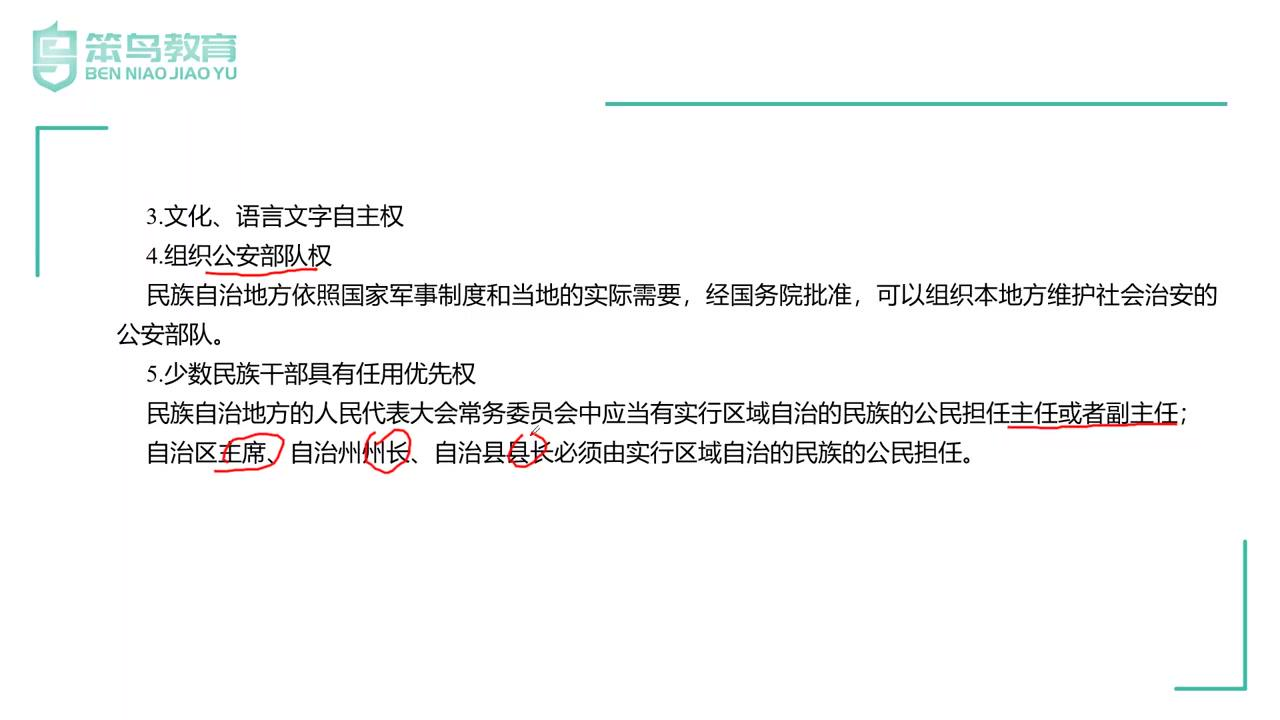 笨鸟教育
BEN NIAO JIAO YU
3.文化、语言文字自主权
4.组织公安部队权
民族自治地方依照国家军事制度和当地的实际需要，经国务院批准，可以组织本地方维护社会治安的
公安部队。
5.少数民族干部具有任用优先权
民族自治地方的人民代表大会常务委员会中应当有实行区域自治的民族的公民担任主任或者副主任；
自治区主席、自治州州长、自治县县长必须由实行区域自治的民族的公民担任。